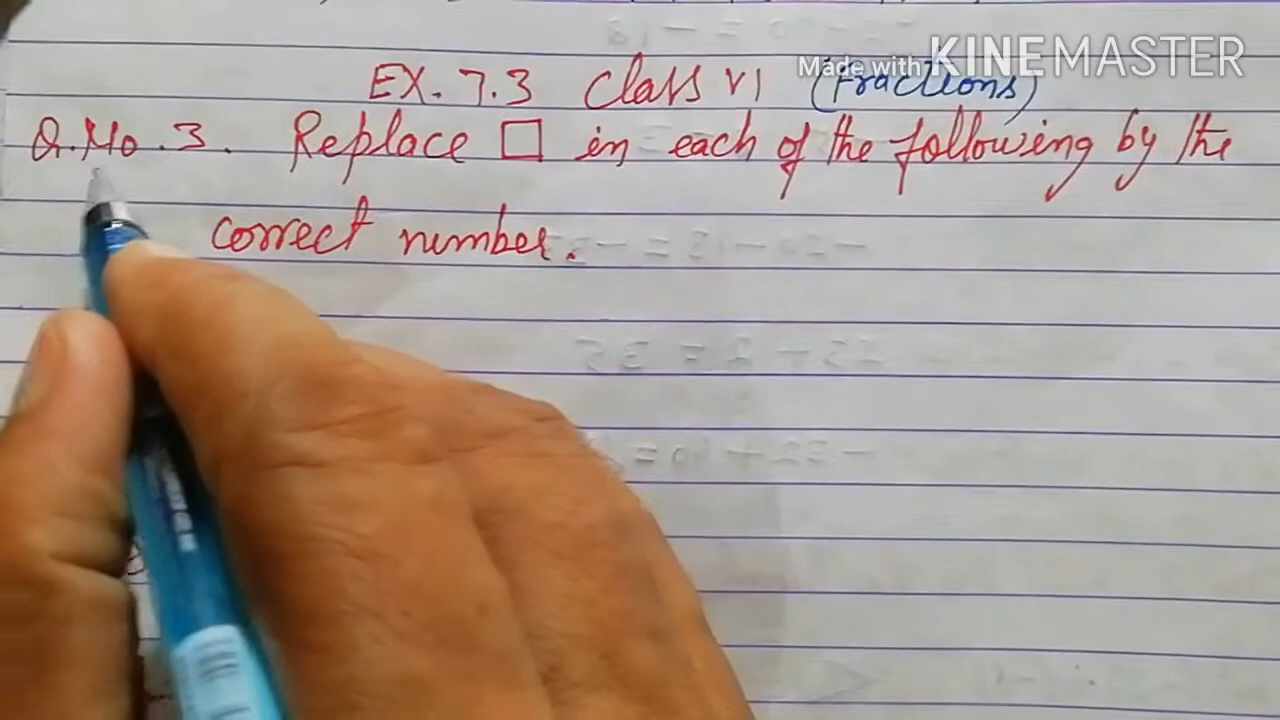 Made with KINEMASTER
EX. 7.3 Class VI (Fractions)
Q.No.3. Replace □ in each of the following by the
correct number.